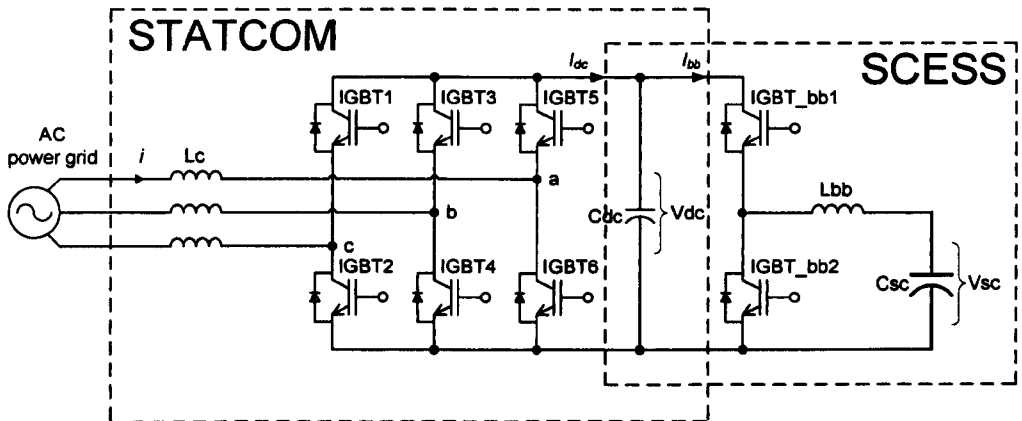 STATCOM
SCESS
Idc
Ibb
IGBT1
IGBT3
IGBT5
IGBT_bb1
AC
power grid
i
Lc
a
b
c
Cdc
Vdc
Lbb
IGBT2
IGBT4
IGBT6
IGBT_bb2
Csc
Vsc